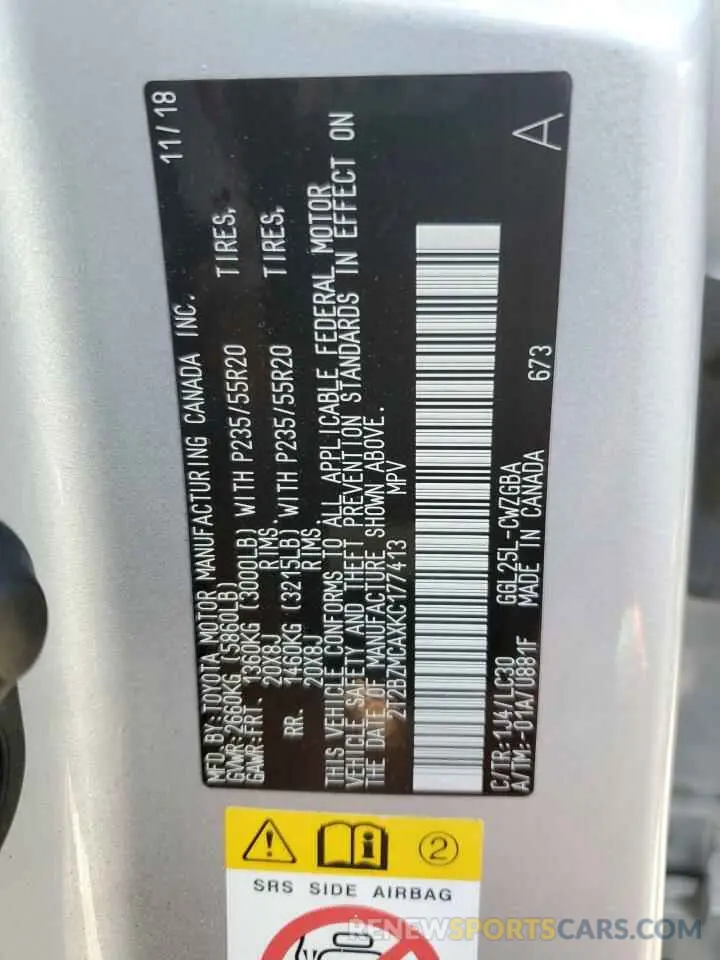 11/18
MFD. BY: TOYOTA MOTOR MANUFACTURING CANADA INC.
GVWR: 2660KG (5860LB)
GAWR: FRT. 1360KG (3000LB) WITH P235/55R20 TIRES,
20X8J RIMS.
RR. 1460KG (3215LB) WITH P235/55R20 TIRES,
20X8J RIMS.
THIS VEHICLE CONFORMS TO ALL APPLICABLE FEDERAL MOTOR
VEHICLE SAFETY AND THEFT PREVENTION STANDARDS IN EFFECT ON
THE DATE OF MANUFACTURE SHOWN ABOVE.
2T2BZMCAXKC177413 MPV
C/TR: 1J4/LC30 GGL25L-CWZGBA 673
A/TM: -01A/U881F MADE IN CANADA
A
2
SRS SIDE AIRBAG
RENEWSPORTSCARS.COM